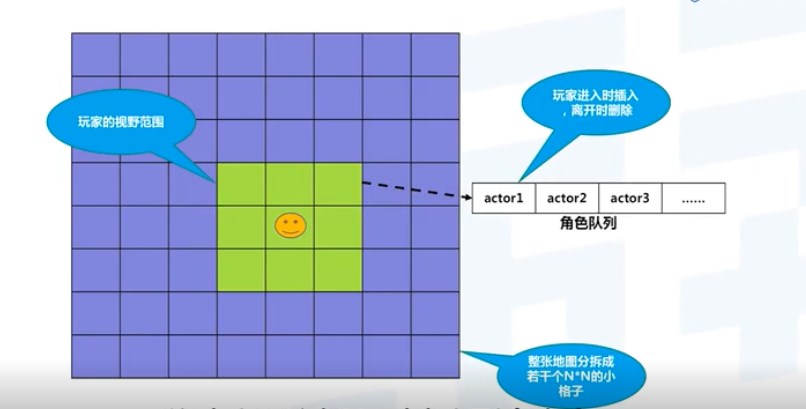 玩家的视野范围
玩家进入时插入
，离开时删除
actor1 actor2 actor3 ......
角色队列
整张地图分拆成
若干个N*N的小
格子